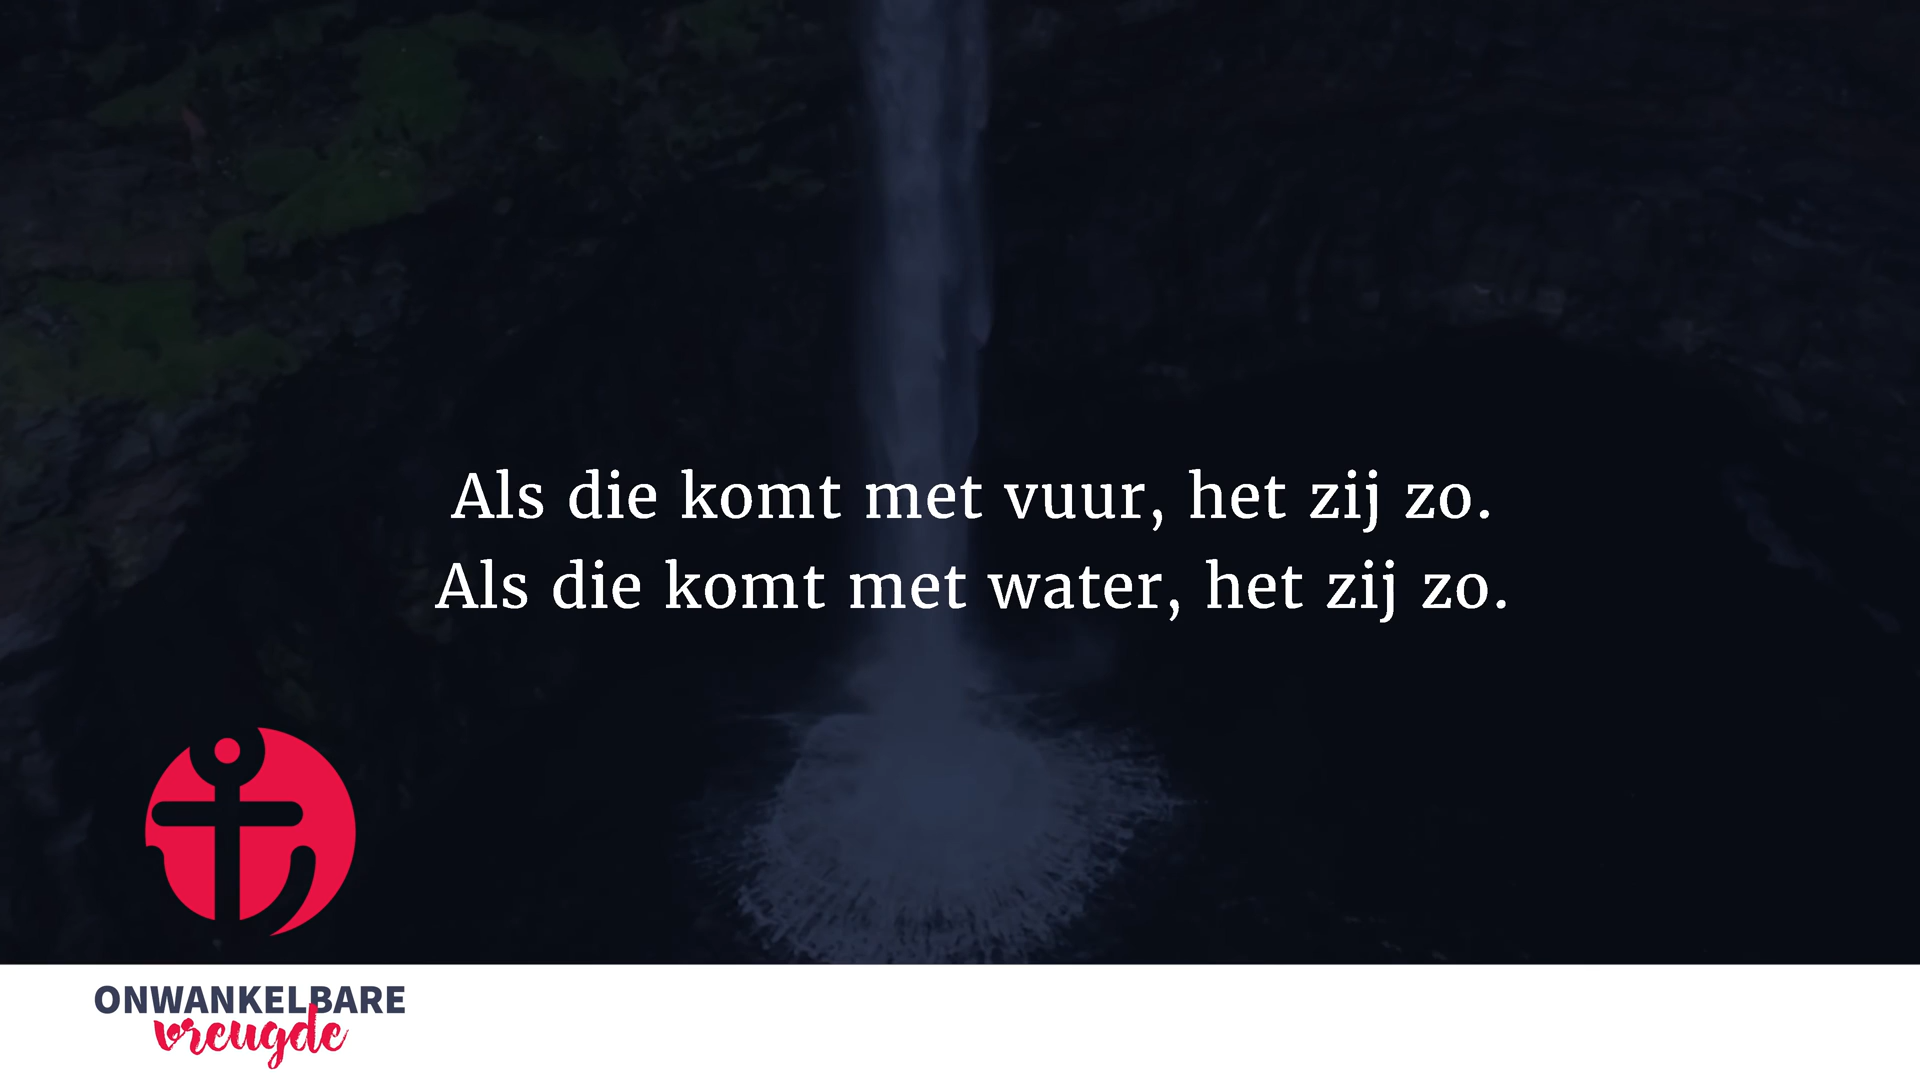 Als die komt met vuur, het zij zo.
Als die komt met water, het zij zo.
ONWANKELBARE
vreugde